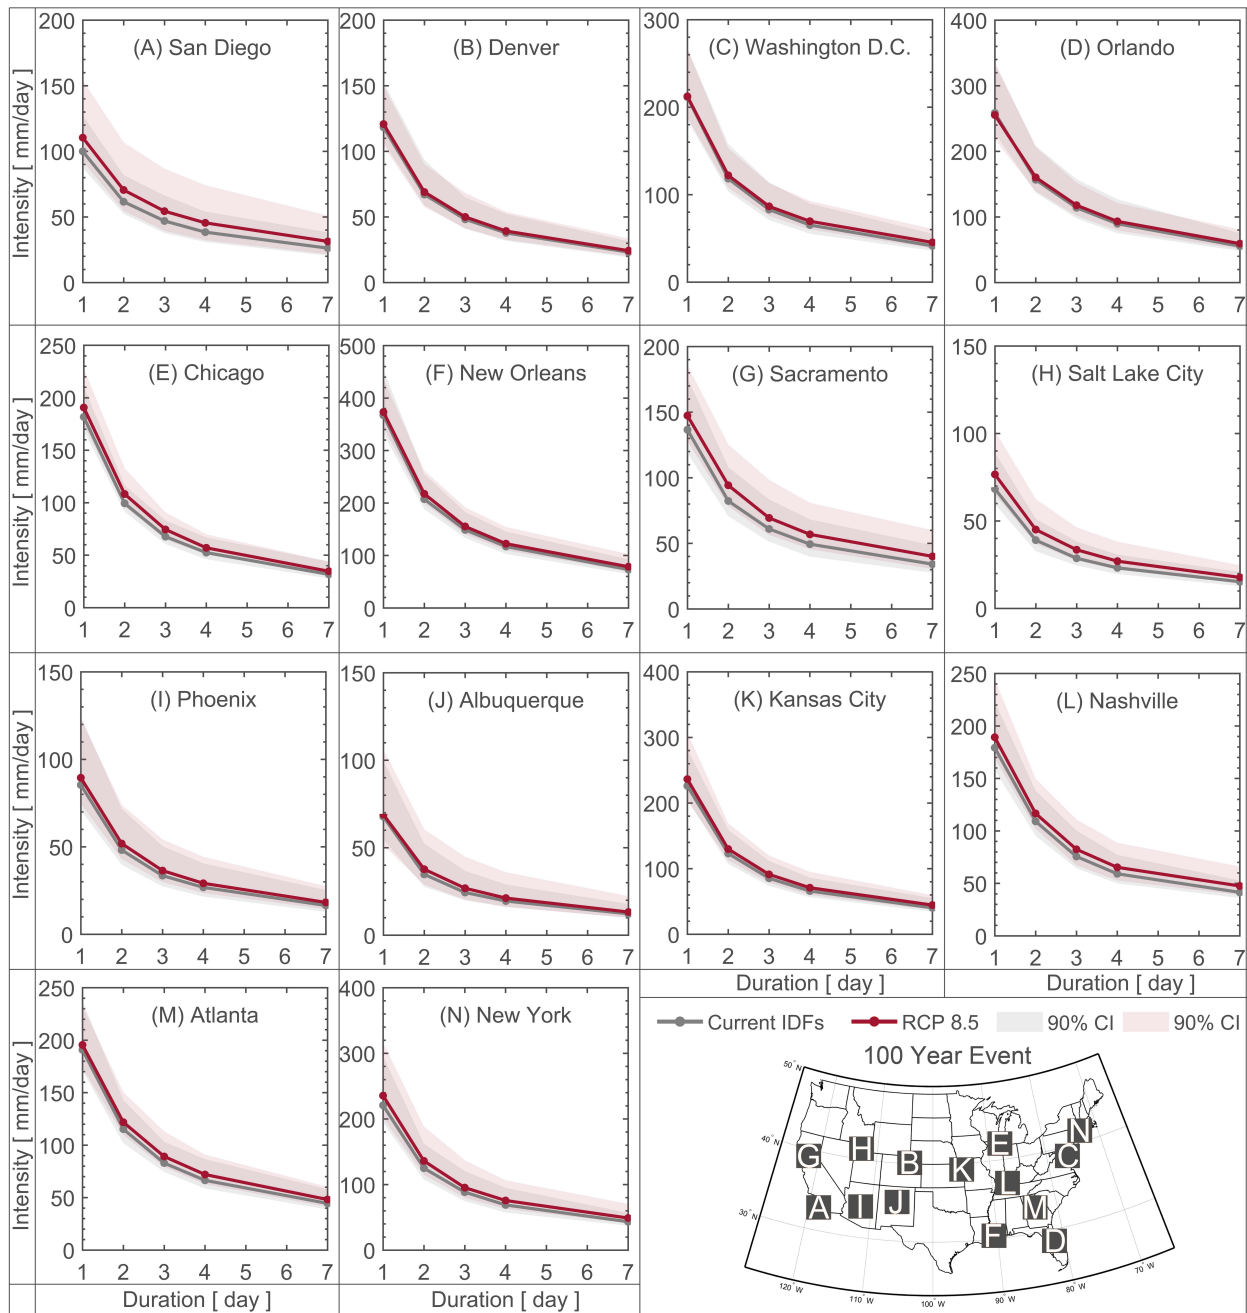 (A) San Diego
(B) Denver
(C) Washington D.C.
(D) Orlando
Intensity [ mm/day ]
200
150
100
50
0
1 2 3 4 5 6 7
200
150
100
50
0
1 2 3 4 5 6 7
300
200
100
0
1 2 3 4 5 6 7
400
300
200
100
0
1 2 3 4 5 6 7
(E) Chicago
(F) New Orleans
(G) Sacramento
(H) Salt Lake City
Intensity [ mm/day ]
250
200
150
100
50
0
1 2 3 4 5 6 7
500
400
300
200
100
0
1 2 3 4 5 6 7
200
150
100
50
0
1 2 3 4 5 6 7
150
100
50
0
1 2 3 4 5 6 7
(I) Phoenix
(J) Albuquerque
(K) Kansas City
(L) Nashville
Intensity [ mm/day ]
150
100
50
0
1 2 3 4 5 6 7
150
100
50
0
1 2 3 4 5 6 7
400
300
200
100
0
1 2 3 4 5 6 7
Duration [ day ]
250
200
150
100
50
0
1 2 3 4 5 6 7
Duration [ day ]
(M) Atlanta
(N) New York
Intensity [ mm/day ]
250
200
150
100
50
0
1 2 3 4 5 6 7
Duration [ day ]
400
300
200
100
0
1 2 3 4 5 6 7
Duration [ day ]
Current IDFs RCP 8.5 90% CI 90% CI
100 Year Event
50°N
40°N
30°N
120°W
110°W
100°W
90°W
80°W
70°W
G
H
B
K
E
N
C
L
A
I
J
M
F
D